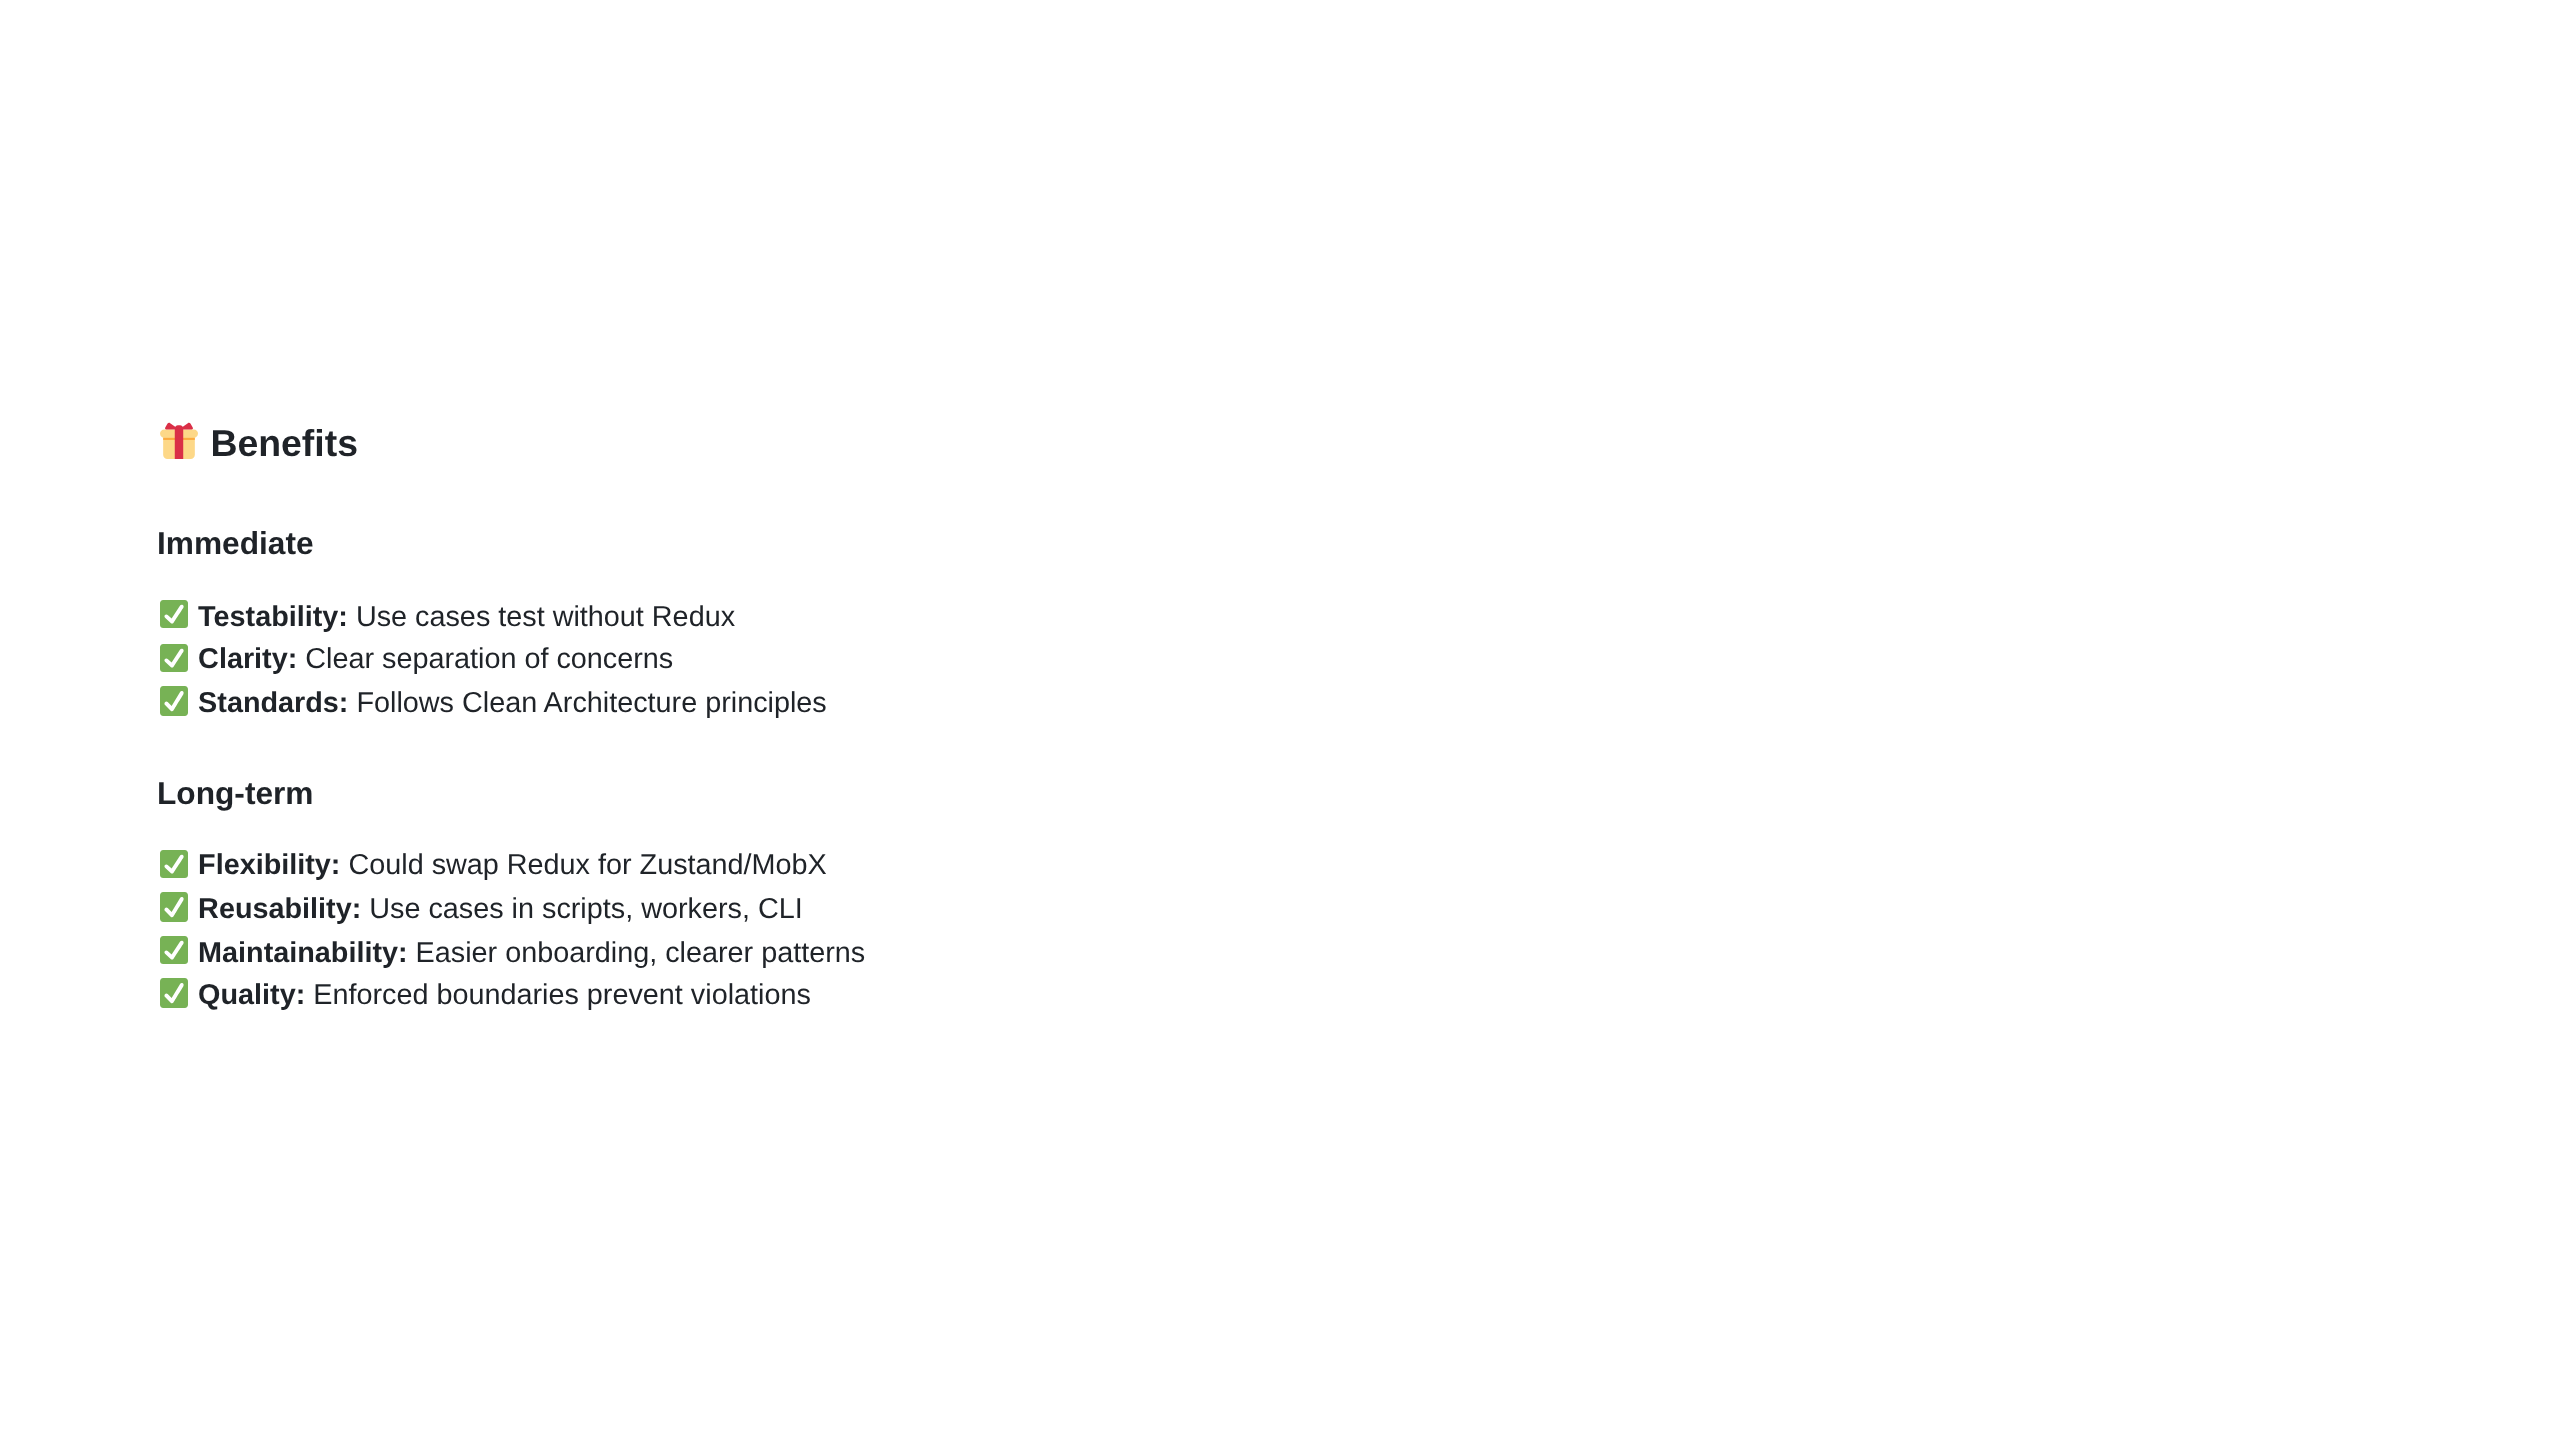 🎁 Benefits
Immediate
✅ Testability: Use cases test without Redux
✅ Clarity: Clear separation of concerns
✅ Standards: Follows Clean Architecture principles
Long-term
✅ Flexibility: Could swap Redux for Zustand/MobX
✅ Reusability: Use cases in scripts, workers, CLI
✅ Maintainability: Easier onboarding, clearer patterns
✅ Quality: Enforced boundaries prevent violations